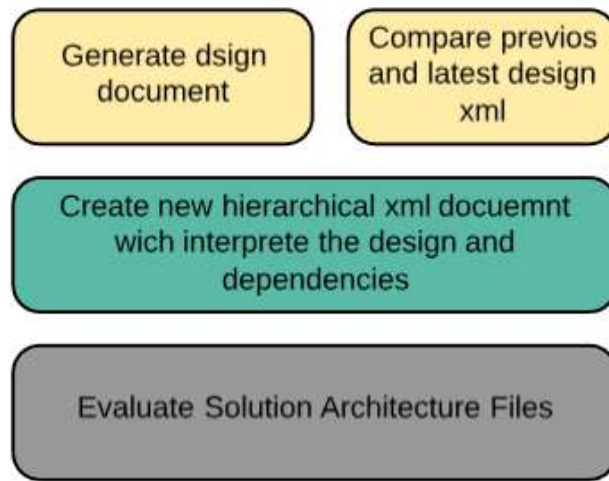 Generate dsign
document
Compare previos
and latest design
xml
Create new hierarchical xml docuemnt
wich interprete the design and
dependencies
Evaluate Solution Architecture Files